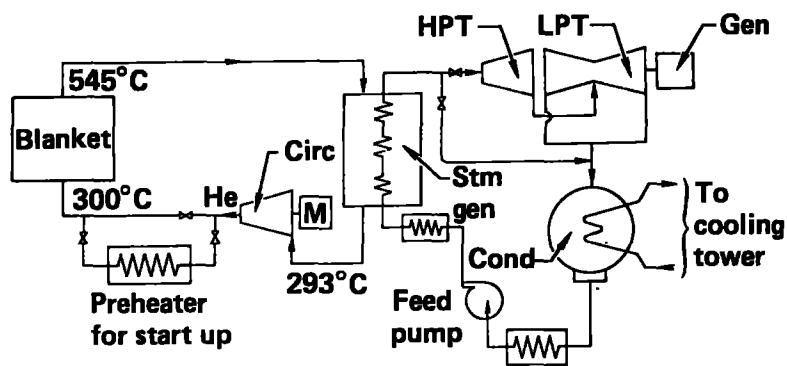 HPT
LPT
Gen
545°C
Blanket
Circ
300°C
He
M
Stm
gen
To
cooling
tower
293°C
Cond
Preheater
for start up
Feed
pump